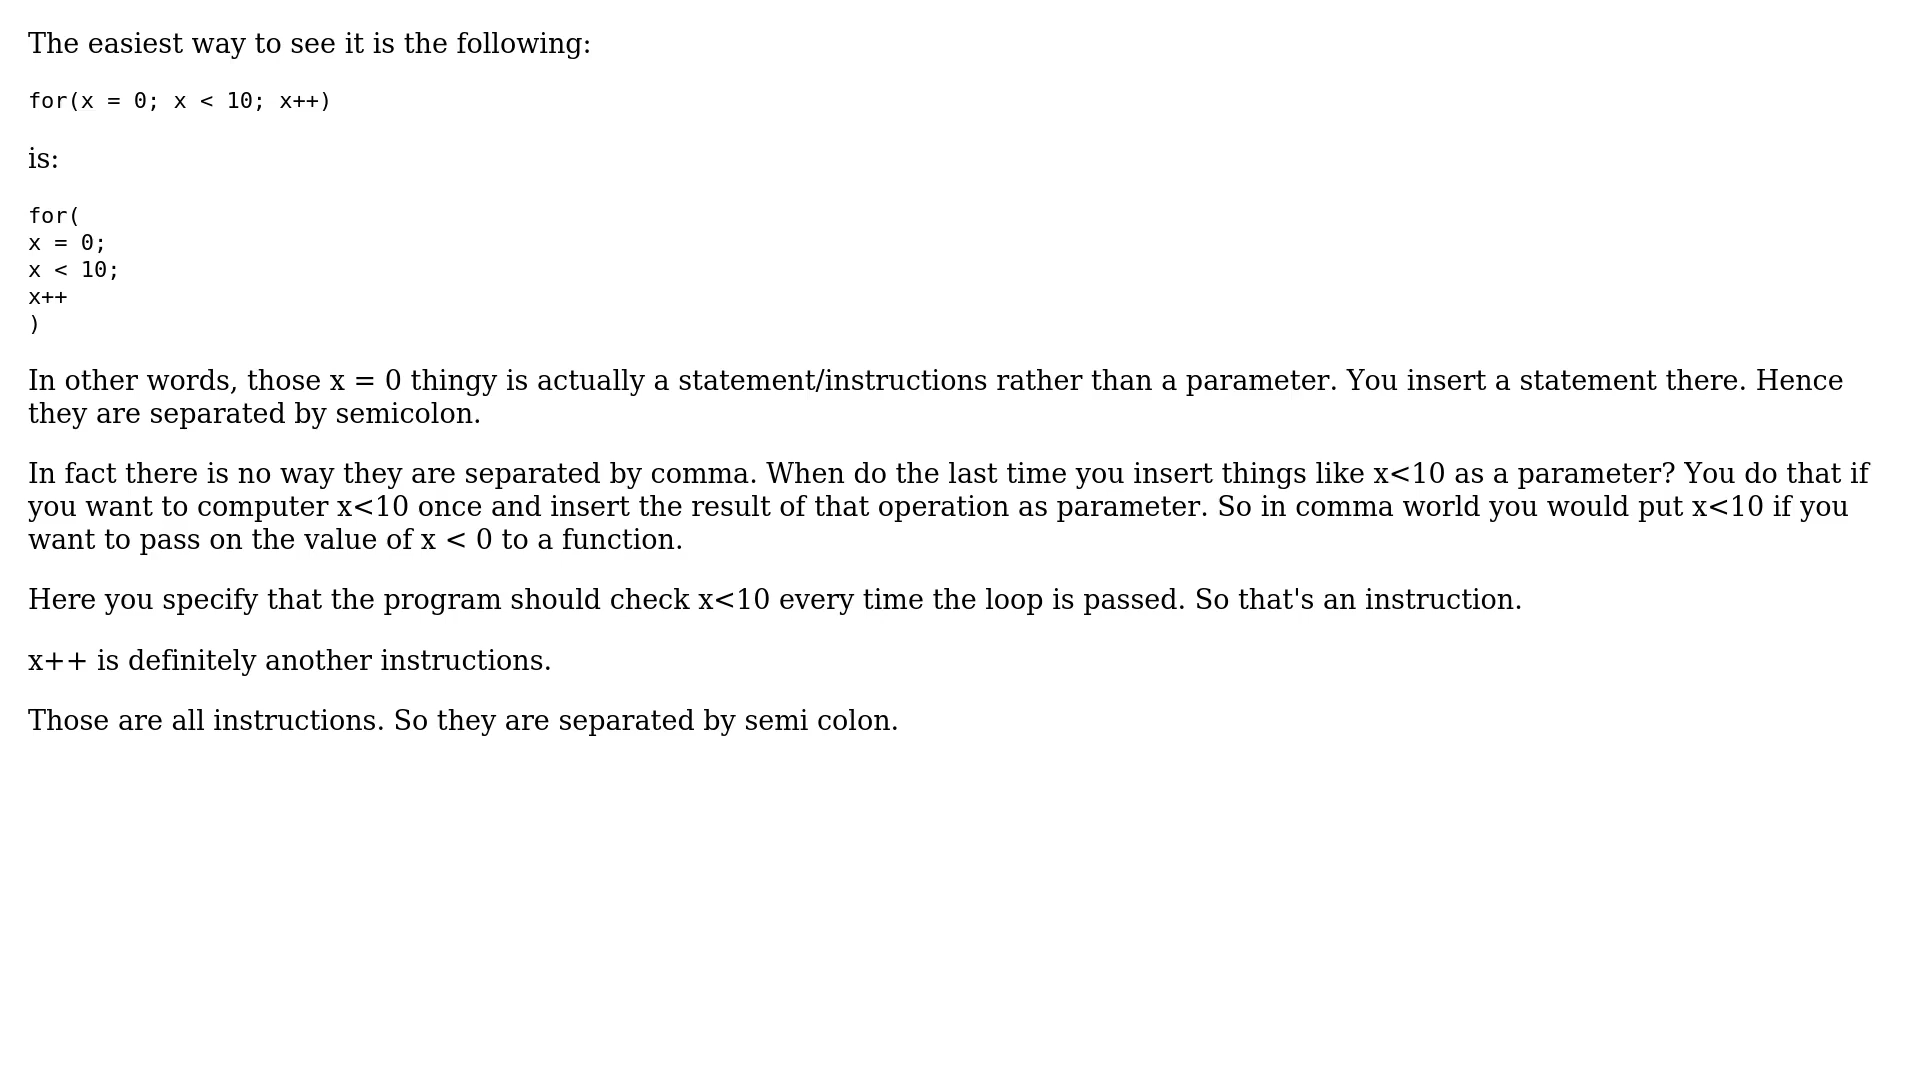 The easiest way to see it is the following:
for(x = 0; x < 10; x++)
is:
for(
x = 0;
x < 10;
x++
)
In other words, those x = 0 thingy is actually a statement/instructions rather than a parameter. You insert a statement there. Hence
they are separated by semicolon.
In fact there is no way they are separated by comma. When do the last time you insert things like x<10 as a parameter? You do that if
you want to computer x<10 once and insert the result of that operation as parameter. So in comma world you would put x<10 if you
want to pass on the value of x < 0 to a function.
Here you specify that the program should check x<10 every time the loop is passed. So that's an instruction.
x++ is definitely another instructions.
Those are all instructions. So they are separated by semi colon.